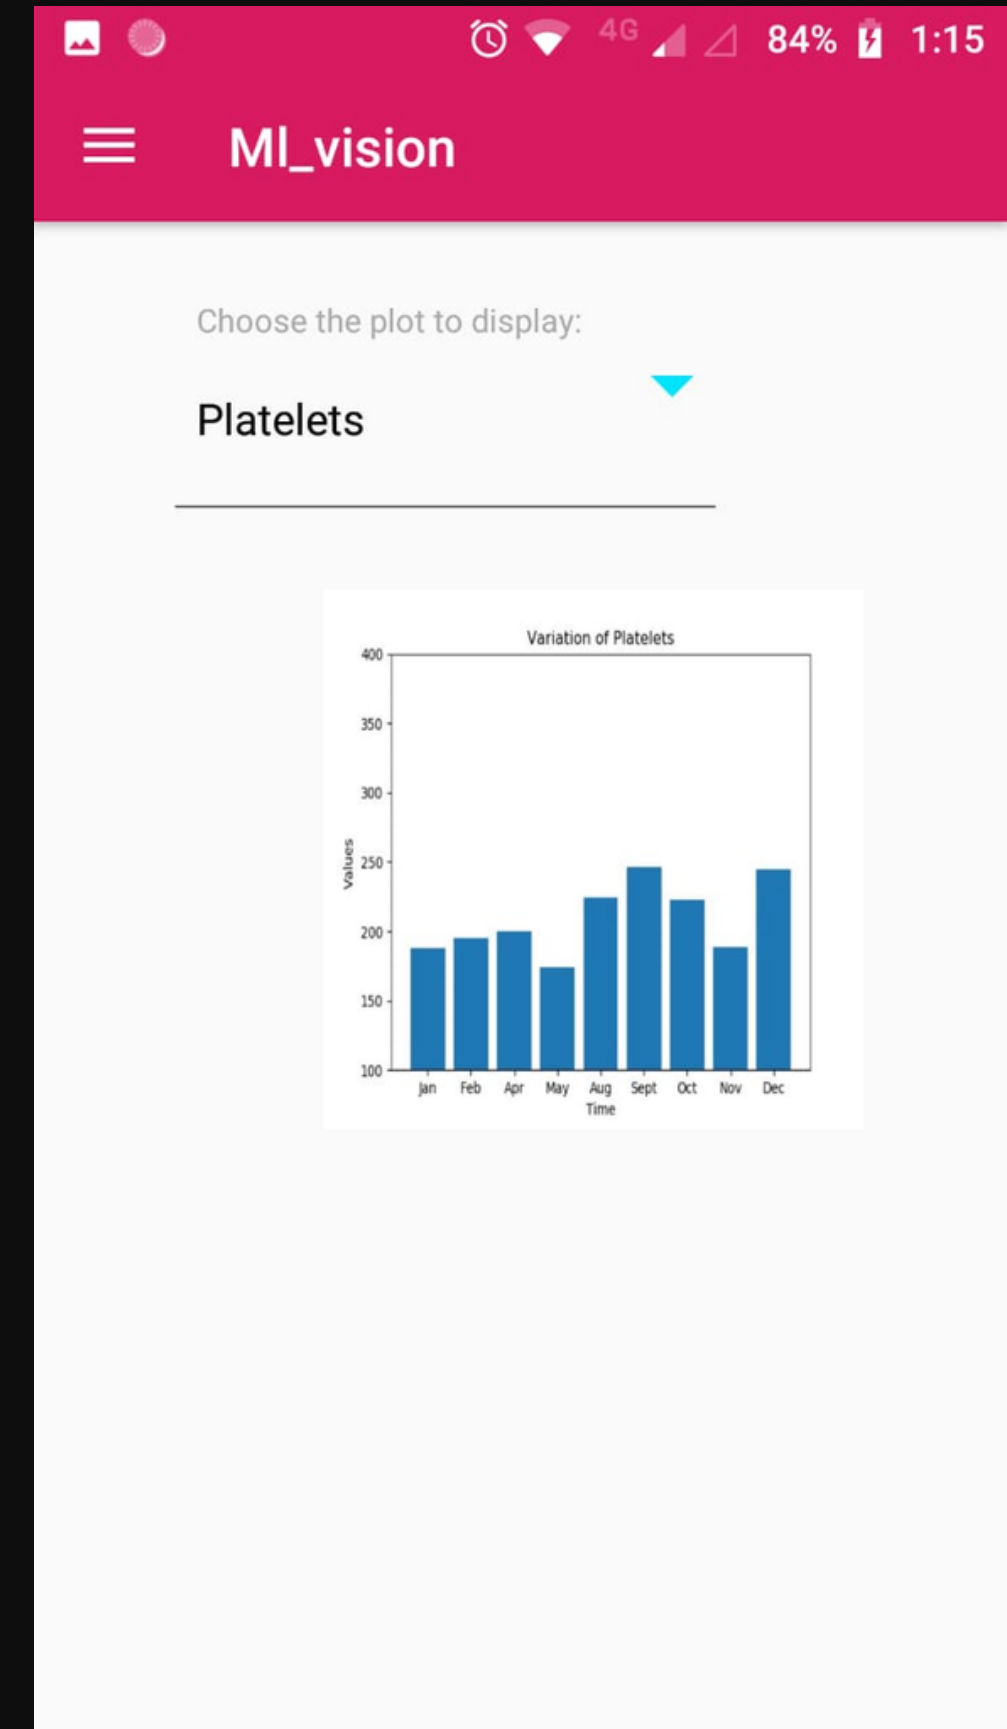 4G 84% 1:15
Ml_vision
Choose the plot to display:
Platelets
Variation of Platelets
400
350
300
250
200
150
100
Values
Jan Feb Apr May Aug Sept Oct Nov Dec
Time